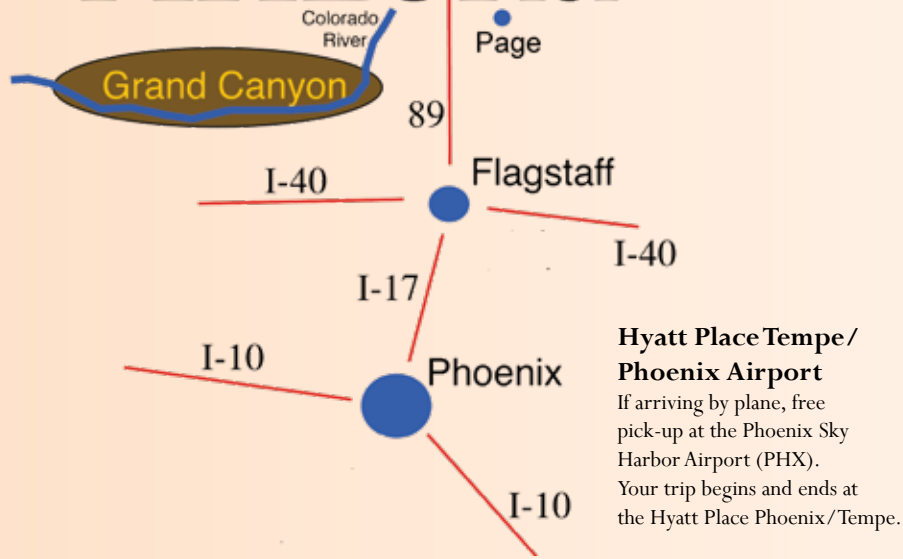 Colorado
River
Page
Grand Canyon
89
Flagstaff
I-40
I-40
I-17
Hyatt Place Tempe/
Phoenix Airport
If arriving by plane, free
pick-up at the Phoenix Sky
Harbor Airport (PHX).
Your trip begins and ends at
the Hyatt Place Phoenix/Tempe.
I-10
Phoenix
I-10